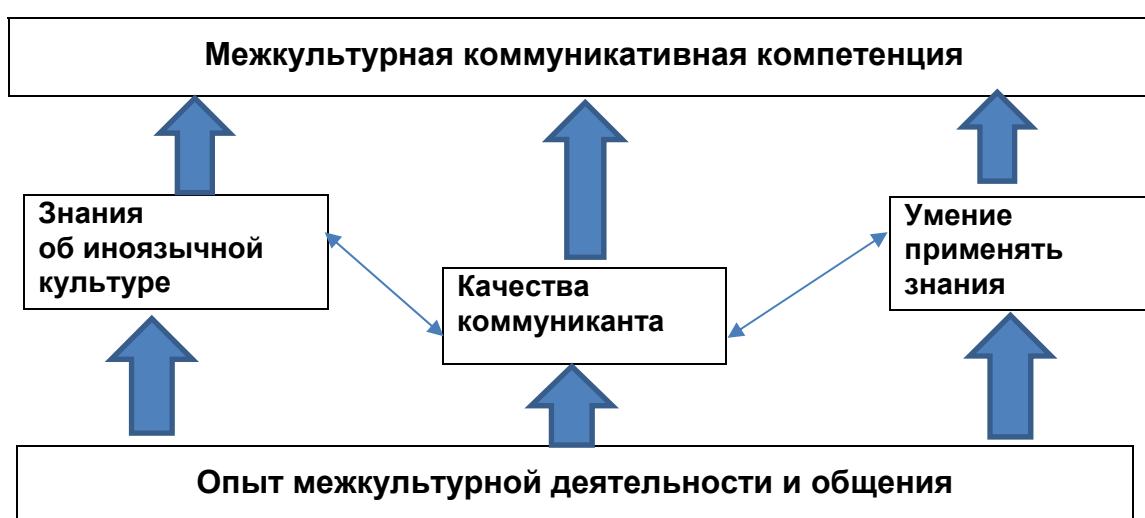 Межкультурная коммуникативная компетенция
Знания
об иноязычной
культуре
Качества
коммуниканта
Умение
применять
знания
Опыт межкультурной деятельности и общения